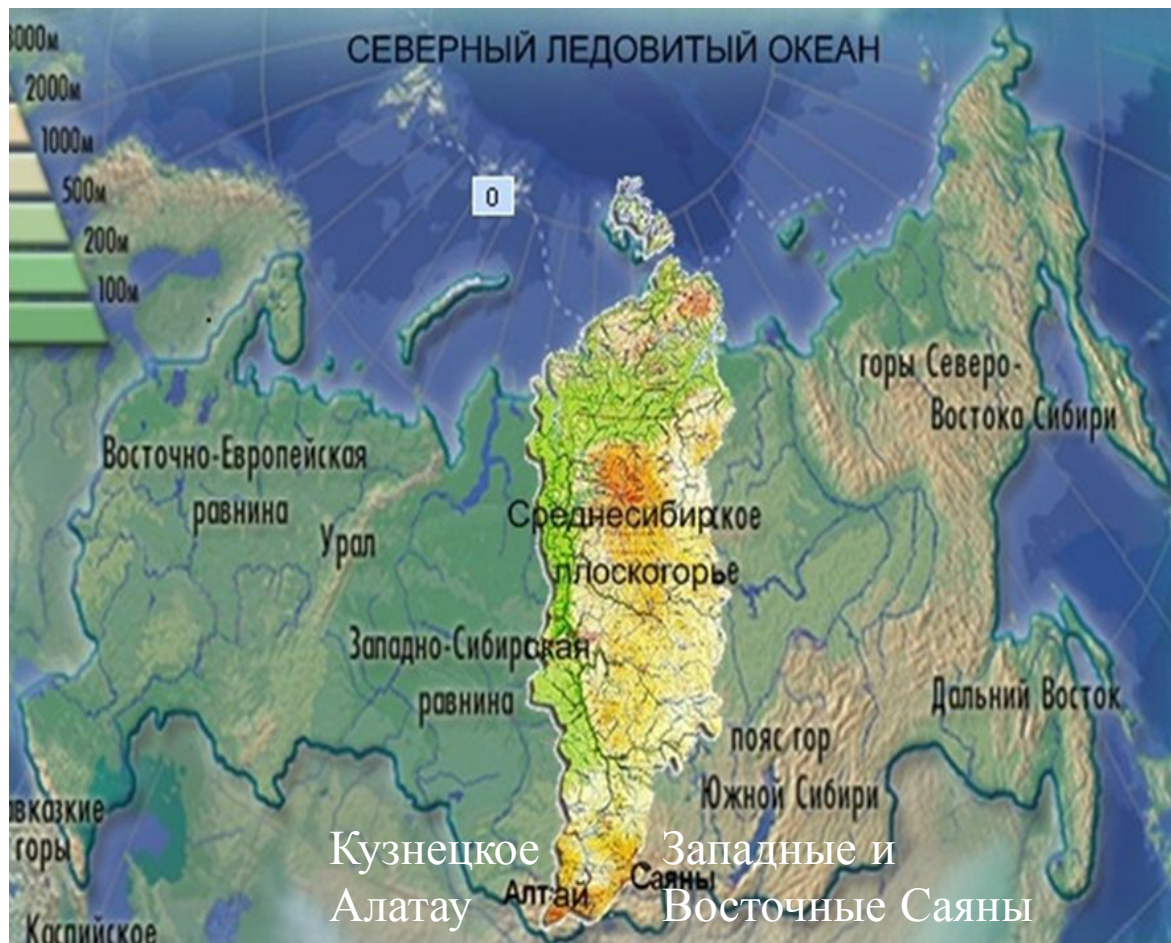 СЕВЕРНЫЙ ЛЕДОВИТЫЙ ОКЕАН
3000м
2000м
1000м
500м
200м
100м
0
горы Северо-
Востока Сибири
Восточно-Европейская
равнина
Урал
Среднесибирское
плоскогорье
Западно-Сибирская
равнина
Дальний Восток
пояс гор
Южной Сибири
авказкие
горы
Кузнецкое
Алатау
Алтай
Саяны
Западные и
Восточные Саяны
Каспийское